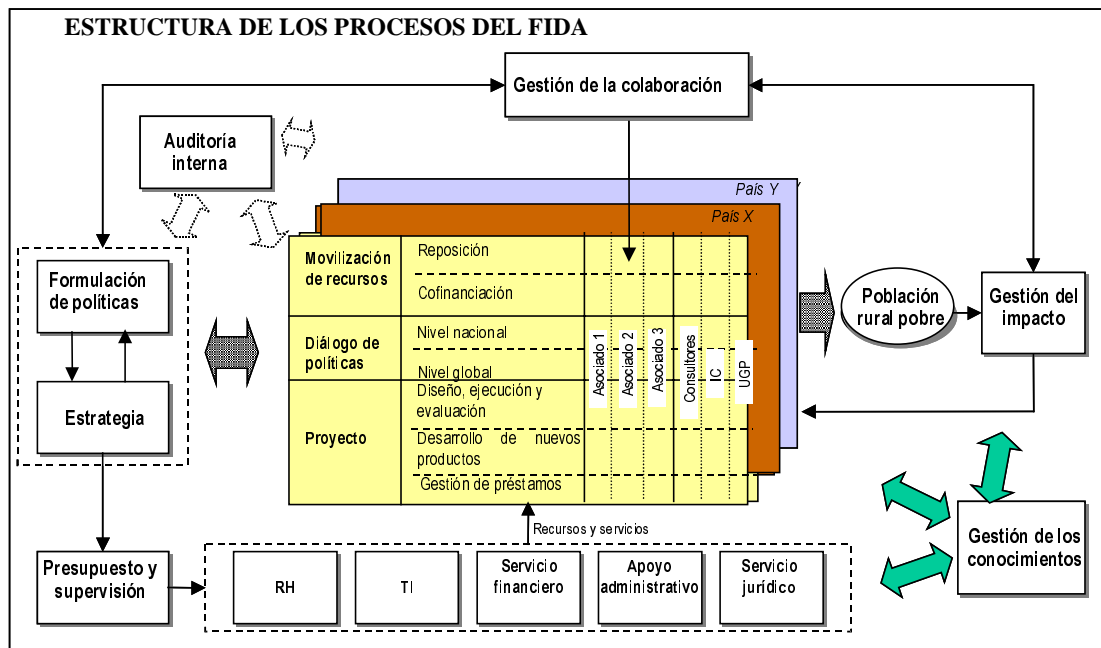 ESTRUCTURA DE LOS PROCESOS DEL FIDA
Gestión de la colaboración
Auditoría
interna
País Y
País X
Formulación
de políticas
Estrategia
Movilización
de recursos
Reposición
Cofinanciación
Diálogo de
políticas
Nivel nacional
Nivel global
Proyecto
Diseño, ejecución y
evaluación
Desarrollo de nuevos
productos
Gestión de préstamos
Asociado 1
Asociado 2
Asociado 3
Consultores
IC
UGP
Población
rural pobre
Gestión del
impacto
Recursos y servicios
Presupuesto y
supervisión
RH
TI
Servicio
financiero
Apoyo
administrativo
Servicio
jurídico
Gestión de los
conocimientos